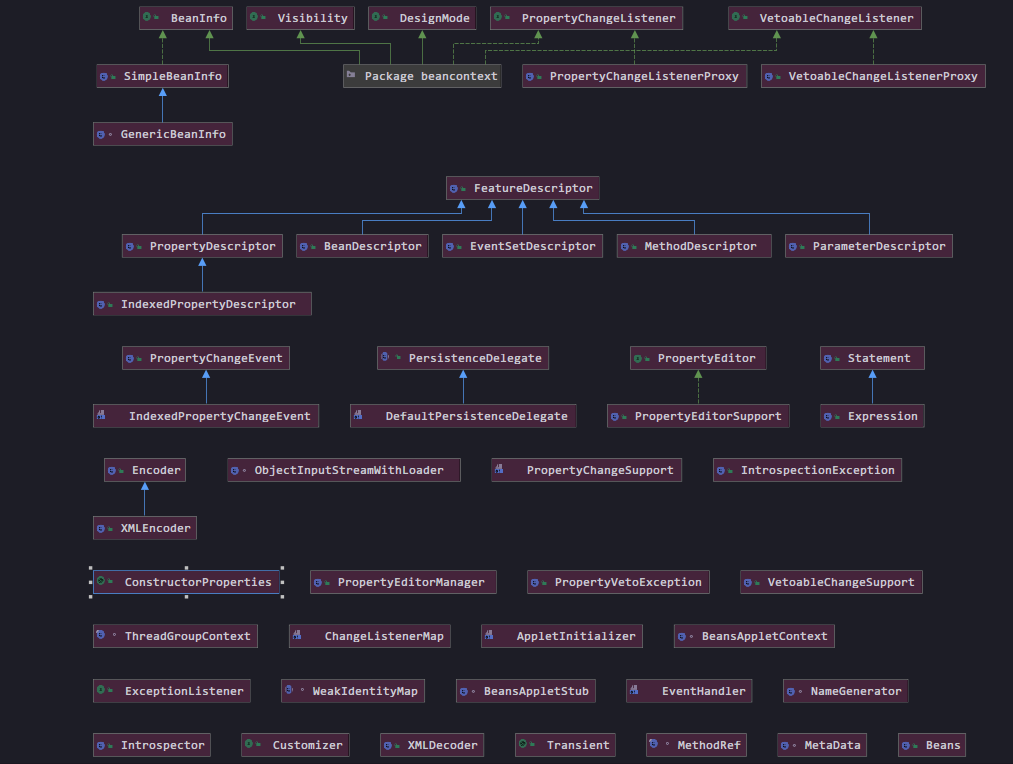 BeanInfo Visibility DesignMode PropertyChangeListener VetoableChangeListener
SimpleBeanInfo Package beancontext PropertyChangeListenerProxy VetoableChangeListenerProxy
GenericBeanInfo
FeatureDescriptor
PropertyDescriptor BeanDescriptor EventSetDescriptor MethodDescriptor ParameterDescriptor
IndexedPropertyDescriptor
PropertyChangeEvent PersistenceDelegate PropertyEditor Statement
IndexedPropertyChangeEvent DefaultPersistenceDelegate PropertyEditorSupport Expression
Encoder ObjectInputStreamWithLoader PropertyChangeSupport IntrospectionException
XMLEncoder
ConstructorProperties PropertyEditorManager PropertyVetoException VetoableChangeSupport
ThreadGroupContext ChangeListenerMap AppletInitializer BeansAppletContext
ExceptionListener WeakIdentityMap BeansAppletStub EventHandler NameGenerator
Introspector Customizer XMLDecoder Transient MethodRef MetaData Beans